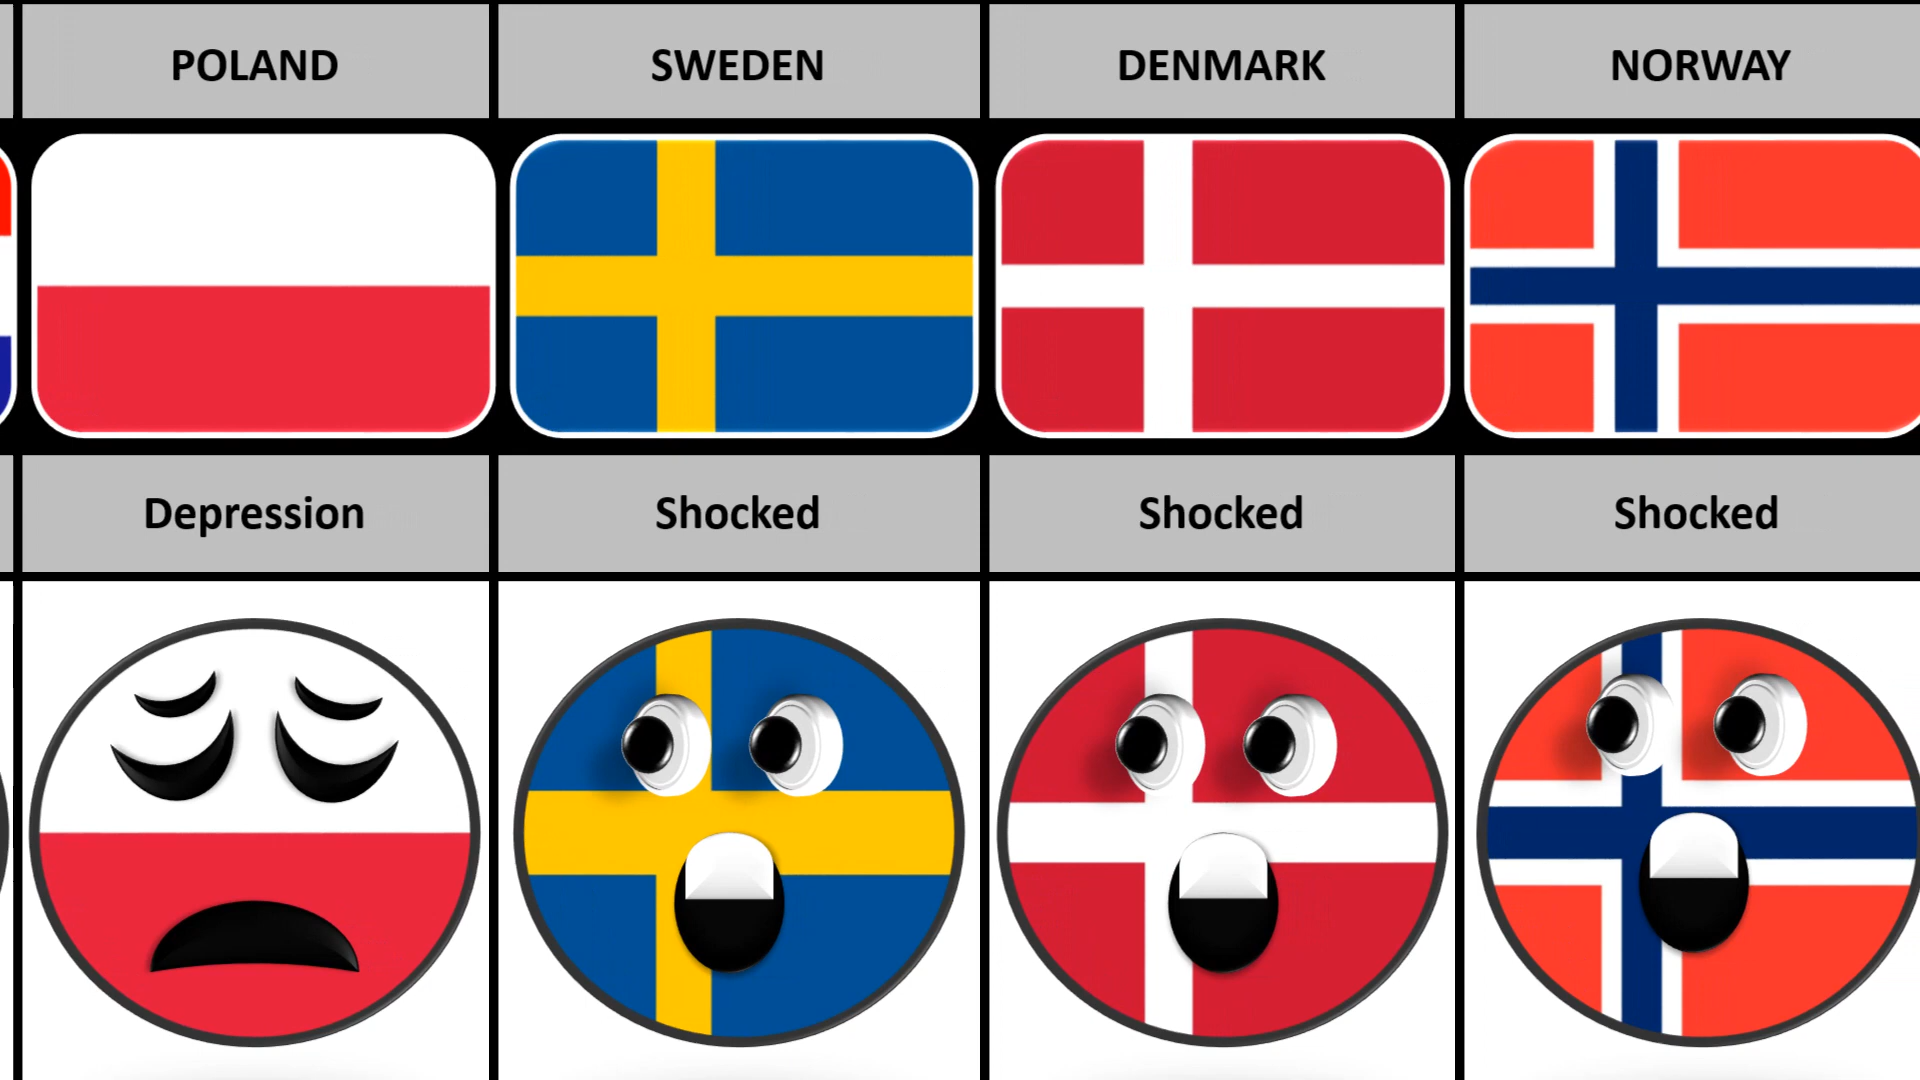 POLAND
SWEDEN
DENMARK
NORWAY
Depression
Shocked
Shocked
Shocked